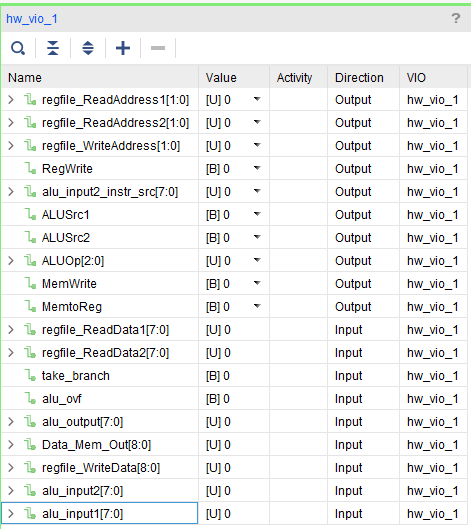 hw_vio_1 ?
Name Value Activity Direction VIO
regfile_ReadAddress1[1:0] [U] 0 Output hw_vio_1
regfile_ReadAddress2[1:0] [U] 0 Output hw_vio_1
regfile_WriteAddress[1:0] [U] 0 Output hw_vio_1
RegWrite [B] 0 Output hw_vio_1
alu_input2_instr_src[7:0] [U] 0 Output hw_vio_1
ALUSrc1 [B] 0 Output hw_vio_1
ALUSrc2 [B] 0 Output hw_vio_1
ALUOp[2:0] [U] 0 Output hw_vio_1
MemWrite [B] 0 Output hw_vio_1
MemtoReg [B] 0 Output hw_vio_1
regfile_ReadData1[7:0] [U] 0 Input hw_vio_1
regfile_ReadData2[7:0] [U] 0 Input hw_vio_1
take_branch [B] 0 Input hw_vio_1
alu_ovf [B] 0 Input hw_vio_1
alu_output[7:0] [U] 0 Input hw_vio_1
Data_Mem_Out[8:0] [U] 0 Input hw_vio_1
regfile_WriteData[8:0] [U] 0 Input hw_vio_1
alu_input2[7:0] [U] 0 Input hw_vio_1
alu_input1[7:0] [U] 0 Input hw_vio_1